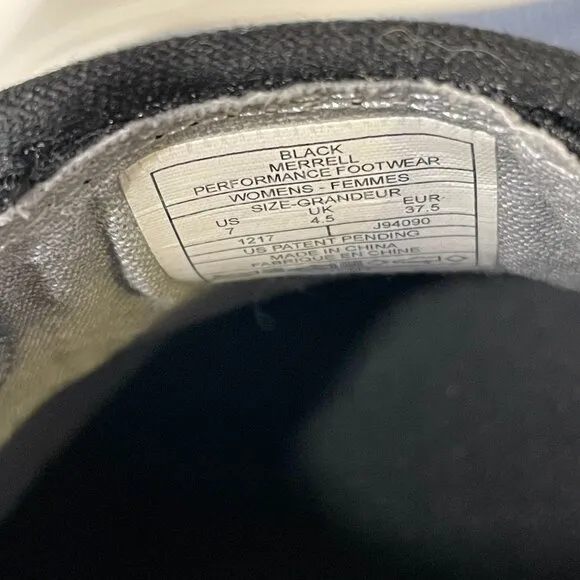 BLACK
MERRELL
PERFORMANCE FOOTWEAR
WOMENS - FEMMES
SIZE-GRANDEUR
US UK EUR
7 4.5 37.5
1217 J94090
US PATENT PENDING
MADE IN CHINA
FABRIQUE EN CHINE